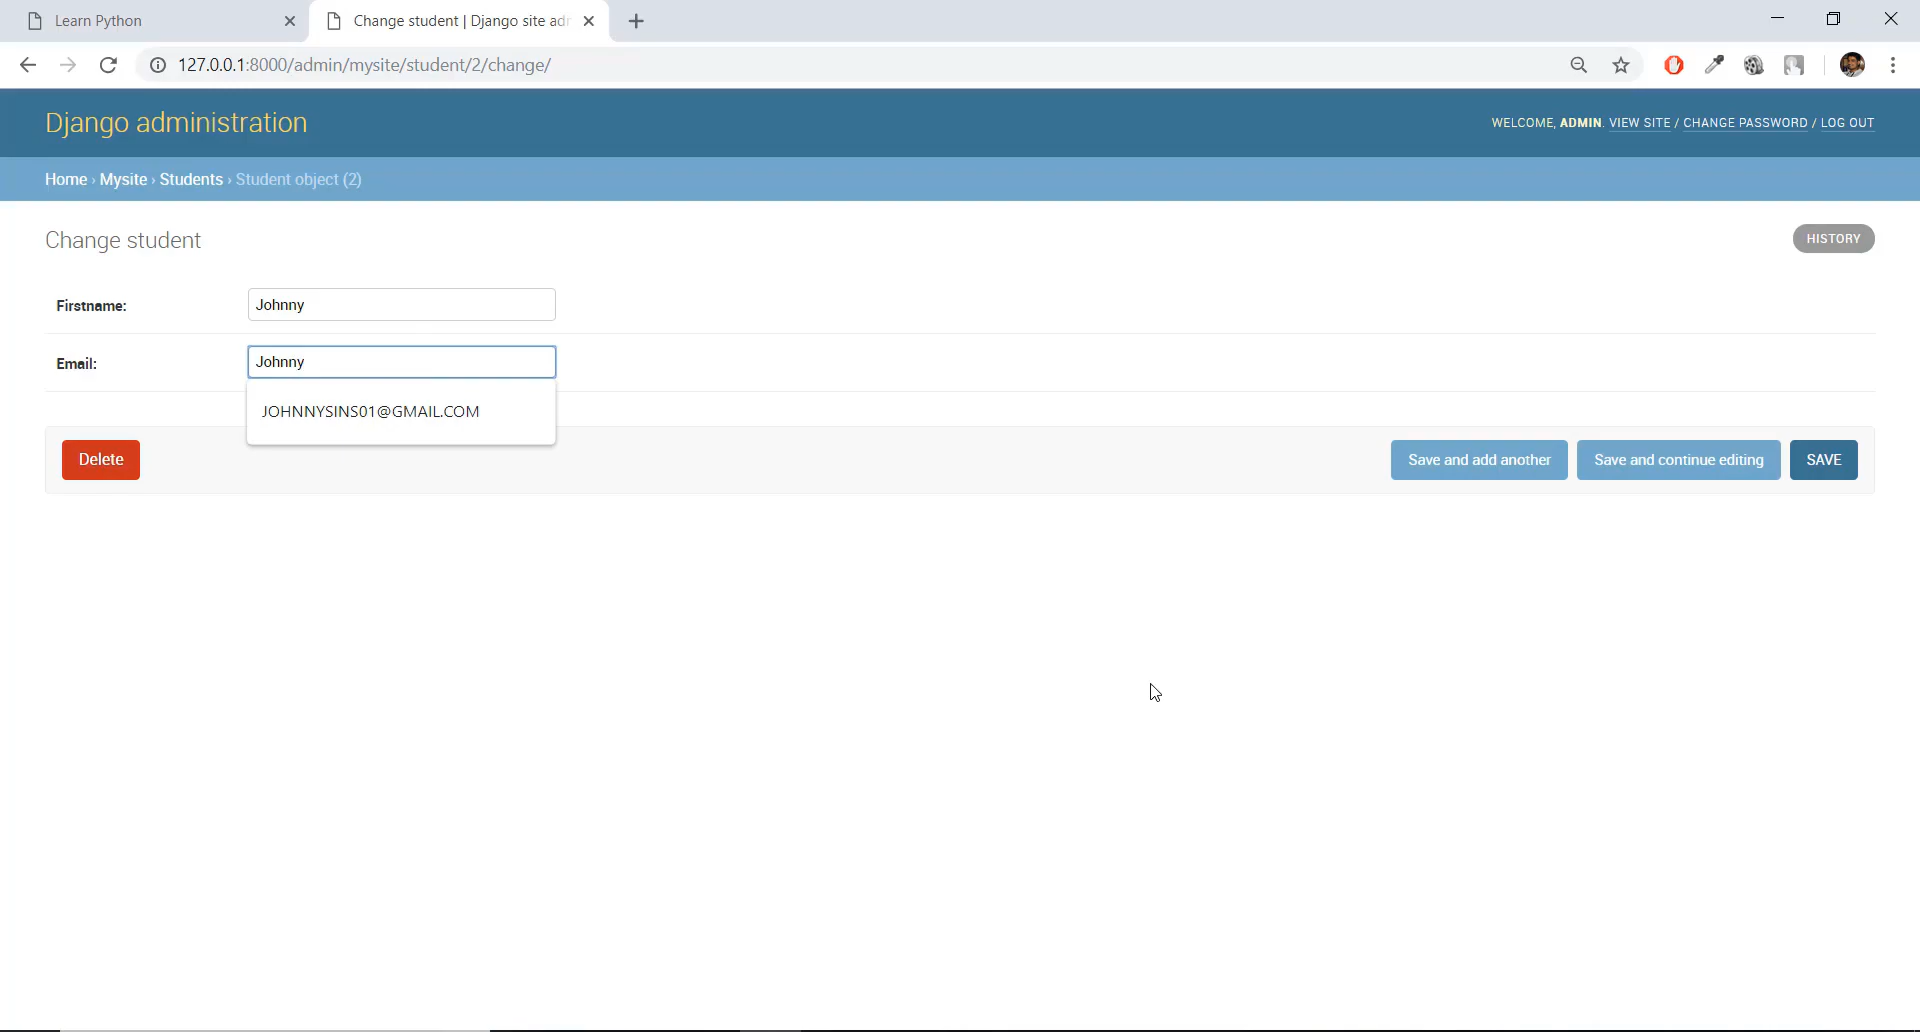 Learn Python
Change student | Django site adr
127.0.0.1:8000/admin/mysite/student/2/change/
Django administration
WELCOME, ADMIN. VIEW SITE / CHANGE PASSWORD / LOG OUT
Home › Mysite › Students › Student object (2)
Change student
HISTORY
Firstname: Johnny
Email: Johnny
JOHNNYSINS01@GMAIL.COM
Delete Save and add another Save and continue editing SAVE